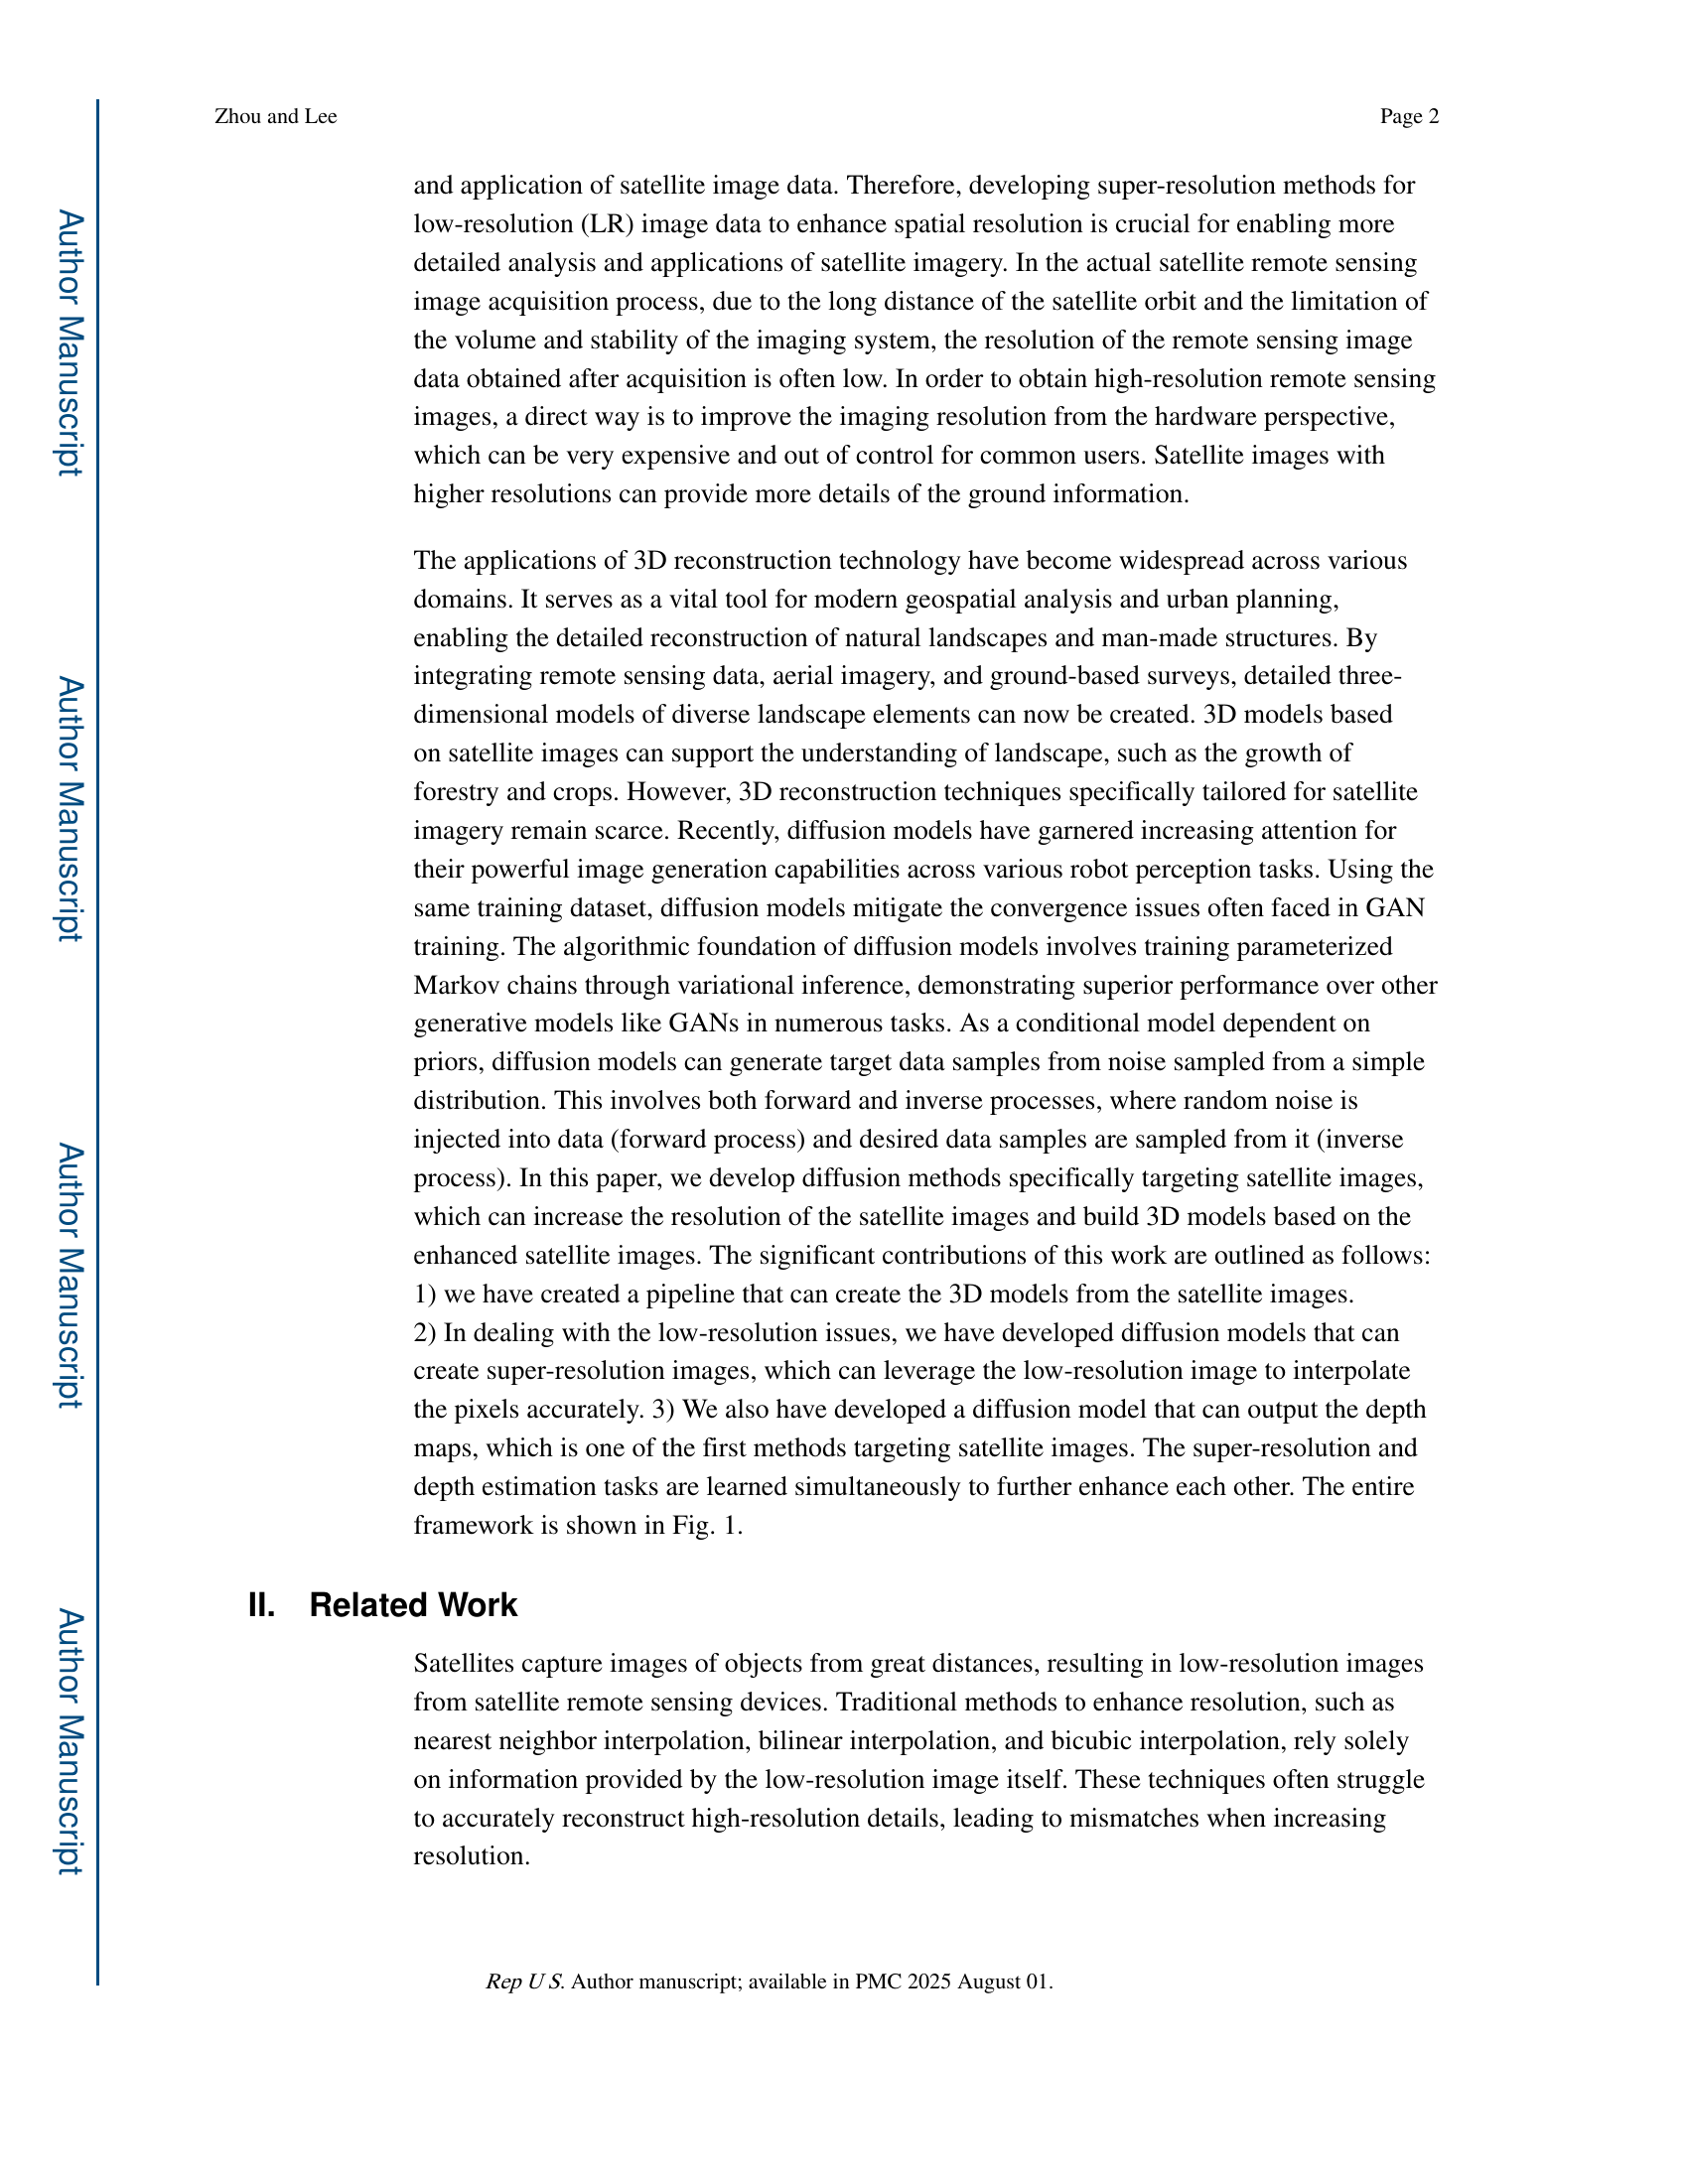 Zhou and Lee
Page 2
and application of satellite image data. Therefore, developing super-resolution methods for
low-resolution (LR) image data to enhance spatial resolution is crucial for enabling more
detailed analysis and applications of satellite imagery. In the actual satellite remote sensing
image acquisition process, due to the long distance of the satellite orbit and the limitation of
the volume and stability of the imaging system, the resolution of the remote sensing image
data obtained after acquisition is often low. In order to obtain high-resolution remote sensing
images, a direct way is to improve the imaging resolution from the hardware perspective,
which can be very expensive and out of control for common users. Satellite images with
higher resolutions can provide more details of the ground information.
The applications of 3D reconstruction technology have become widespread across various
domains. It serves as a vital tool for modern geospatial analysis and urban planning,
enabling the detailed reconstruction of natural landscapes and man-made structures. By
integrating remote sensing data, aerial imagery, and ground-based surveys, detailed three-
dimensional models of diverse landscape elements can now be created. 3D models based
on satellite images can support the understanding of landscape, such as the growth of
forestry and crops. However, 3D reconstruction techniques specifically tailored for satellite
imagery remain scarce. Recently, diffusion models have garnered increasing attention for
their powerful image generation capabilities across various robot perception tasks. Using the
same training dataset, diffusion models mitigate the convergence issues often faced in GAN
training. The algorithmic foundation of diffusion models involves training parameterized
Markov chains through variational inference, demonstrating superior performance over other
generative models like GANs in numerous tasks. As a conditional model dependent on
priors, diffusion models can generate target data samples from noise sampled from a simple
distribution. This involves both forward and inverse processes, where random noise is
injected into data (forward process) and desired data samples are sampled from it (inverse
process). In this paper, we develop diffusion methods specifically targeting satellite images,
which can increase the resolution of the satellite images and build 3D models based on the
enhanced satellite images. The significant contributions of this work are outlined as follows:
1) we have created a pipeline that can create the 3D models from the satellite images.
2) In dealing with the low-resolution issues, we have developed diffusion models that can
create super-resolution images, which can leverage the low-resolution image to interpolate
the pixels accurately. 3) We also have developed a diffusion model that can output the depth
maps, which is one of the first methods targeting satellite images. The super-resolution and
depth estimation tasks are learned simultaneously to further enhance each other. The entire
framework is shown in Fig. 1.
II. Related Work
Satellites capture images of objects from great distances, resulting in low-resolution images
from satellite remote sensing devices. Traditional methods to enhance resolution, such as
nearest neighbor interpolation, bilinear interpolation, and bicubic interpolation, rely solely
on information provided by the low-resolution image itself. These techniques often struggle
to accurately reconstruct high-resolution details, leading to mismatches when increasing
resolution.
Rep U S. Author manuscript; available in PMC 2025 August 01.
Author Manuscript
Author Manuscript
Author Manuscript
Author Manuscript